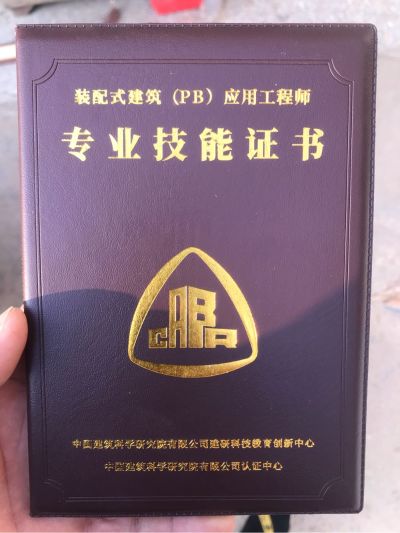 装配式建筑（PB）应用工程师
专业技能证书
CABR
中国建筑科学研究院有限公司建研科技教育创新中心
中国建筑科学研究院有限公司认证中心